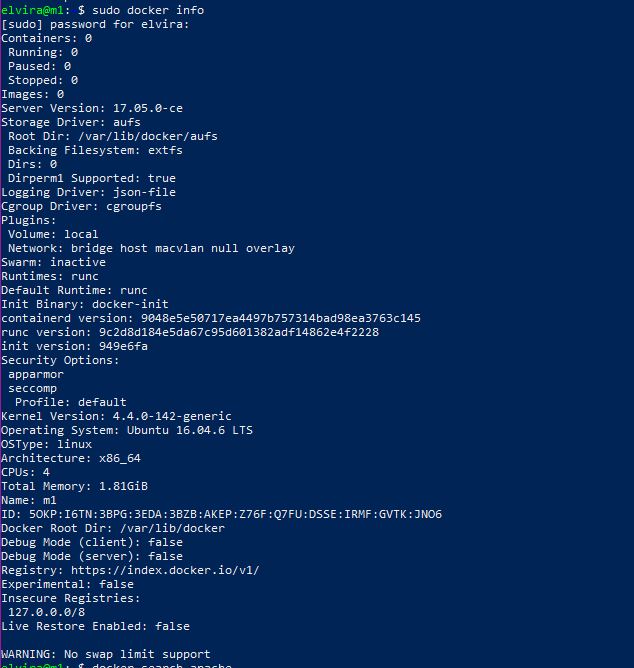 elvira@m1: $ sudo docker info
[sudo] password for elvira:
Containers: 0
 Running: 0
 Paused: 0
 Stopped: 0
Images: 0
Server Version: 17.05.0-ce
Storage Driver: aufs
 Root Dir: /var/lib/docker/aufs
 Backing Filesystem: extfs
 Dirs: 0
 Dirperm1 Supported: true
Logging Driver: json-file
Cgroup Driver: cgroupfs
Plugins:
 Volume: local
 Network: bridge host macvlan null overlay
Swarm: inactive
Runtimes: runc
Default Runtime: runc
Init Binary: docker-init
containerd version: 9048e5e50717ea4497b757314bad98ea3763c145
runc version: 9c2d8d184e5da67c95d601382adf14862e4f2228
init version: 949e6fa
Security Options:
 apparmor
 seccomp
  Profile: default
Kernel Version: 4.4.0-142-generic
Operating System: Ubuntu 16.04.6 LTS
OSType: linux
Architecture: x86_64
CPUs: 4
Total Memory: 1.81GiB
Name: m1
ID: 5OKP:I6TN:3BPG:3EDA:3BZB:AKEP:Z76F:Q7FU:DSSE:IRMF:GVTK:JNO6
Docker Root Dir: /var/lib/docker
Debug Mode (client): false
Debug Mode (server): false
Registry: https://index.docker.io/v1/
Experimental: false
Insecure Registries:
 127.0.0.0/8
Live Restore Enabled: false
WARNING: No swap limit support
elvira@m1: $ docker search apache